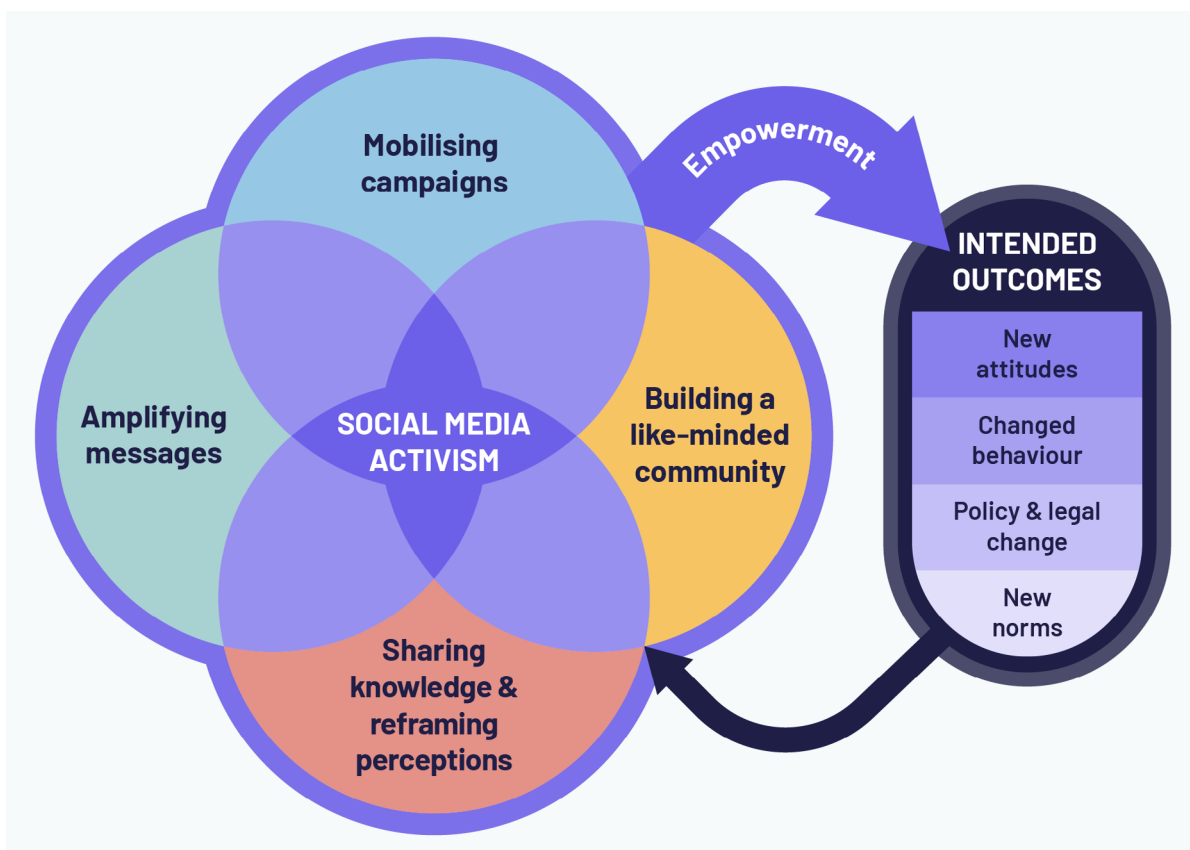 Mobilising
campaigns
Empowerment
Amplifying
messages
SOCIAL MEDIA
ACTIVISM
Building a
like-minded
community
Sharing
knowledge &
reframing
perceptions
INTENDED
OUTCOMES
New
attitudes
Changed
behaviour
Policy & legal
change
New
norms